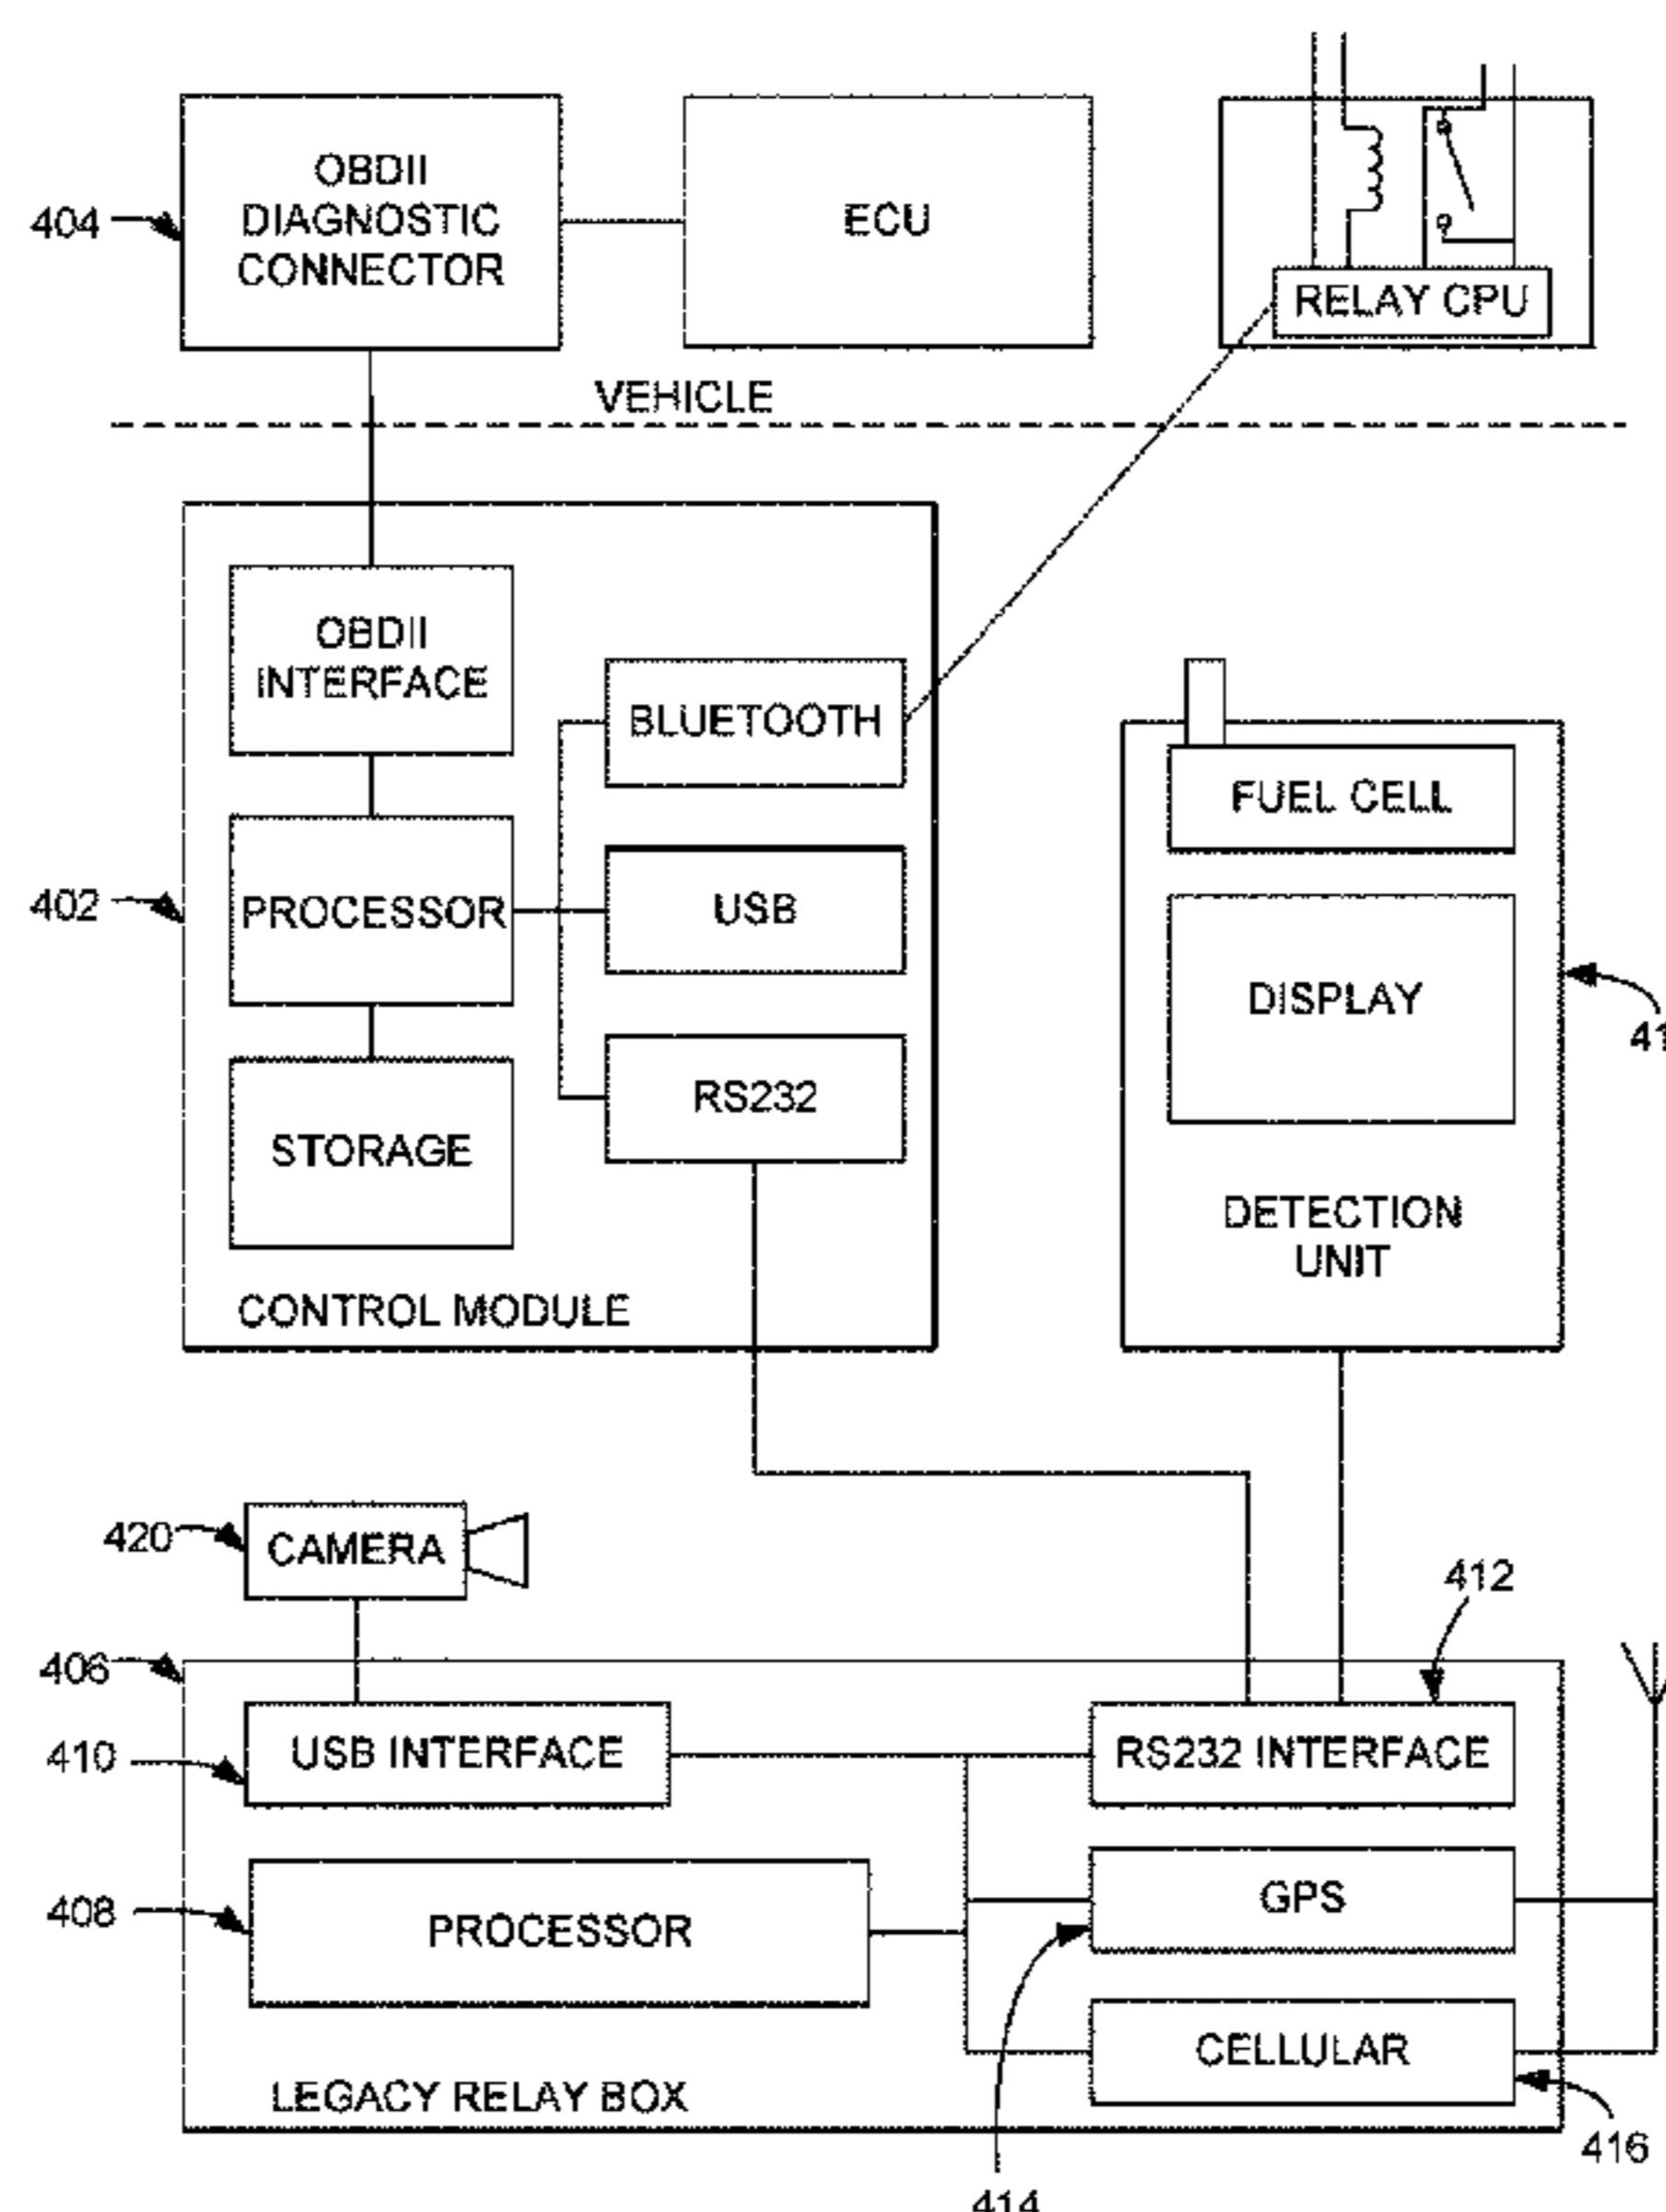 OBDII
DIAGNOSTIC
CONNECTOR
404
ECU
RELAY CPU
VEHICLE
OBDII
INTERFACE
BLUETOOTH
FUEL CELL
402
PROCESSOR
USB
DISPLAY
41
RS232
STORAGE
DETECTION
UNIT
CONTROL MODULE
420
CAMERA
412
406
410
USB INTERFACE
RS232 INTERFACE
408
PROCESSOR
GPS
CELLULAR
LEGACY RELAY BOX
416
414